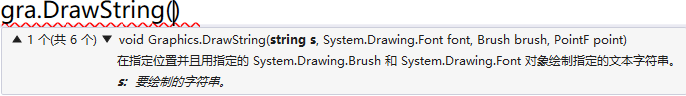 gra.DrawString()
▲ 1 个(共 6 个) ▼ void Graphics.DrawString(string s, System.Drawing.Font font, Brush brush, PointF point)
在指定位置并且用指定的 System.Drawing.Brush 和 System.Drawing.Font 对象绘制指定的文本字符串。
s: 要绘制的字符串。